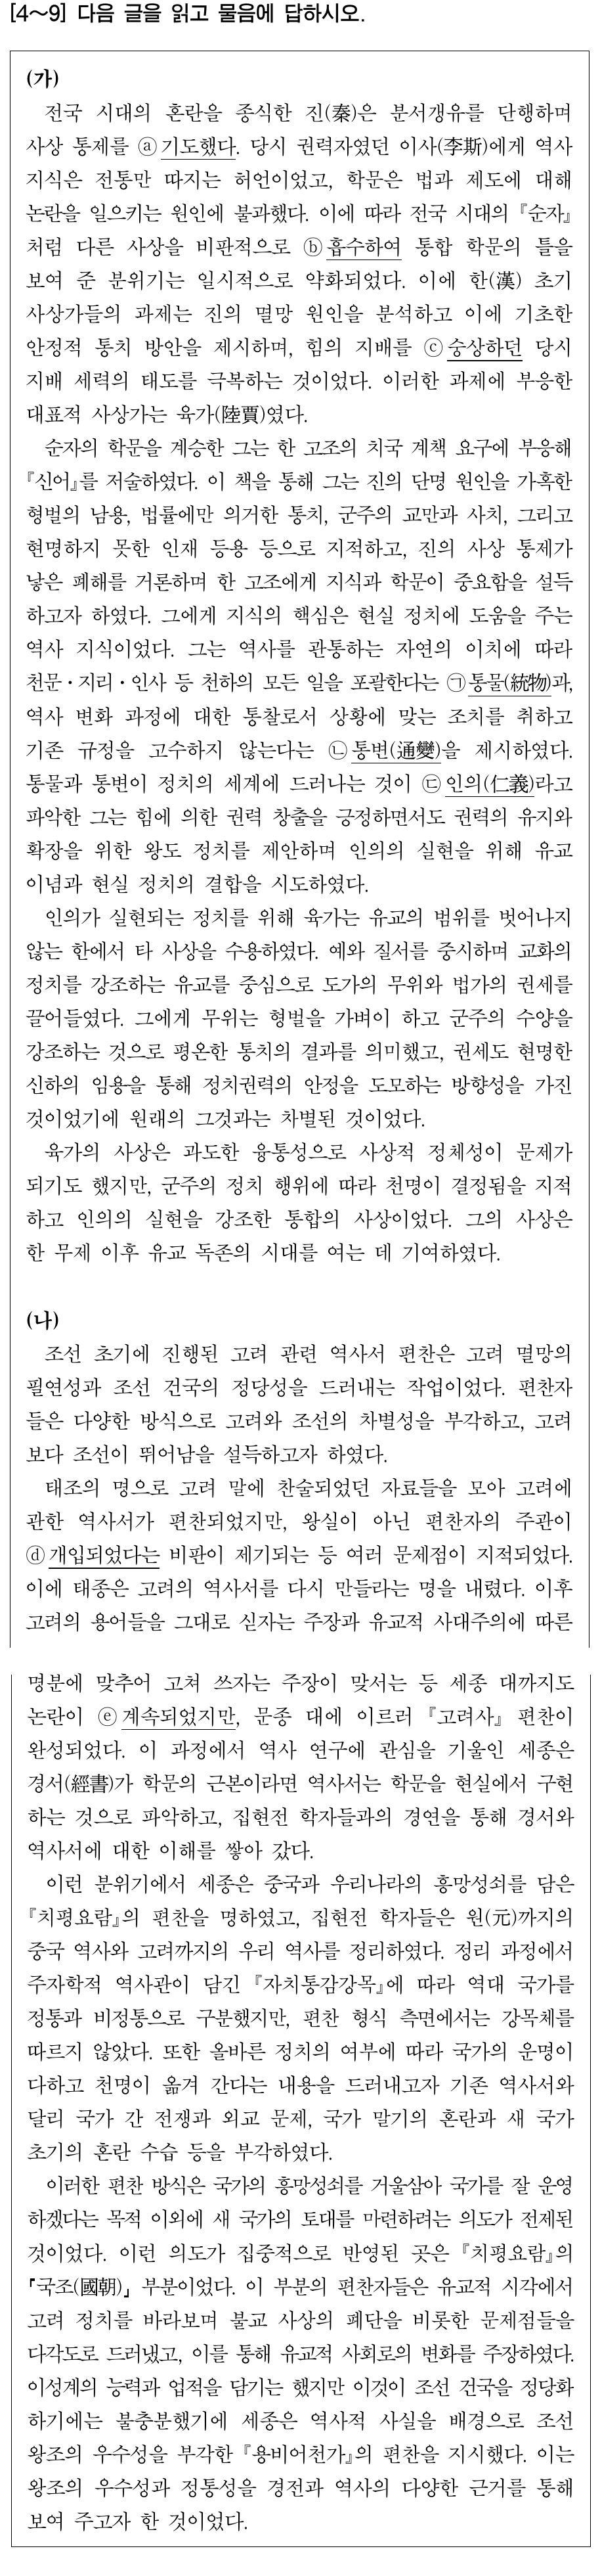 [4～9] 다음 글을 읽고 물음에 답하시오.
(가)
전국 시대의 혼란을 종식한 진(秦)은 분서갱유를 단행하며
사상 통제를 ⓐ기도했다. 당시 권력자였던 이사(李斯)에게 역사
지식은 전통만 따지는 허언이었고, 학문은 법과 제도에 대해
논란을 일으키는 원인에 불과했다. 이에 따라 전국 시대의 『순자』
처럼 다른 사상을 비판적으로 ⓑ흡수하여 통합 학문의 틀을
보여 준 분위기는 일시적으로 약화되었다. 이에 한(漢) 초기
사상가들의 과제는 진의 멸망 원인을 분석하고 이에 기초한
안정적 통치 방안을 제시하며, 힘의 지배를 ⓒ숭상하던 당시
지배 세력의 태도를 극복하는 것이었다. 이러한 과제에 부응한
대표적 사상가는 육가(陸賈)였다.
순자의 학문을 계승한 그는 한 고조의 치국 계책 요구에 부응해
『신어』를 저술하였다. 이 책을 통해 그는 진의 단명 원인을 가혹한
형벌의 남용, 법률에만 의거한 통치, 군주의 교만과 사치, 그리고
현명하지 못한 인재 등용 등으로 지적하고, 진의 사상 통제가
낳은 폐해를 거론하며 한 고조에게 지식과 학문이 중요함을 설득
하고자 하였다. 그에게 지식의 핵심은 현실 정치에 도움을 주는
역사 지식이었다. 그는 역사를 관통하는 자연의 이치에 따라
천문·지리·인사 등 천하의 모든 일을 포괄한다는 ㉠통물(統物)과,
역사 변화 과정에 대한 통찰로서 상황에 맞는 조치를 취하고
기존 규정을 고수하지 않는다는 ㉡통변(通變)을 제시하였다.
통물과 통변이 정치의 세계에 드러나는 것이 ㉢인의(仁義)라고
파악한 그는 힘에 의한 권력 창출을 긍정하면서도 권력의 유지와
확장을 위한 왕도 정치를 제안하며 인의의 실현을 위해 유교
이념과 현실 정치의 결합을 시도하였다.
인의가 실현되는 정치를 위해 육가는 유교의 범위를 벗어나지
않는 한에서 타 사상을 수용하였다. 예와 질서를 중시하며 교화의
정치를 강조하는 유교를 중심으로 도가의 무위와 법가의 권세를
끌어들였다. 그에게 무위는 형벌을 가벼이 하고 군주의 수양을
강조하는 것으로 평온한 통치의 결과를 의미했고, 권세도 현명한
신하의 임용을 통해 정치권력의 안정을 도모하는 방향성을 가진
것이었기에 원래의 그것과는 차별된 것이었다.
육가의 사상은 과도한 융통성으로 사상적 정체성이 문제가
되기도 했지만, 군주의 정치 행위에 따라 천명이 결정됨을 지적
하고 인의의 실현을 강조한 통합의 사상이었다. 그의 사상은
한 무제 이후 유교 독존의 시대를 여는 데 기여하였다.
(나)
조선 초기에 진행된 고려 관련 역사서 편찬은 고려 멸망의
필연성과 조선 건국의 정당성을 드러내는 작업이었다. 편찬자
들은 다양한 방식으로 고려와 조선의 차별성을 부각하고, 고려
보다 조선이 뛰어남을 설득하고자 하였다.
태조의 명으로 고려 말에 찬술되었던 자료들을 모아 고려에
관한 역사서가 편찬되었지만, 왕실이 아닌 편찬자의 주관이
ⓓ개입되었다는 비판이 제기되는 등 여러 문제점이 지적되었다.
이에 태종은 고려의 역사서를 다시 만들라는 명을 내렸다. 이후
고려의 용어들을 그대로 싣자는 주장과 유교적 사대주의에 따른
명분에 맞추어 고쳐 쓰자는 주장이 맞서는 등 세종 대까지도
논란이 ⓔ계속되었지만, 문종 대에 이르러 『고려사』 편찬이
완성되었다. 이 과정에서 역사 연구에 관심을 기울인 세종은
경서(經書)가 학문의 근본이라면 역사서는 학문을 현실에서 구현
하는 것으로 파악하고, 집현전 학자들과의 경연을 통해 경서와
역사서에 대한 이해를 쌓아 갔다.
이런 분위기에서 세종은 중국과 우리나라의 흥망성쇠를 담은
『치평요람』의 편찬을 명하였고, 집현전 학자들은 원(元)까지의
중국 역사와 고려까지의 우리 역사를 정리하였다. 정리 과정에서
주자학적 역사관이 담긴 『자치통감강목』에 따라 역대 국가를
정통과 비정통으로 구분했지만, 편찬 형식 측면에서는 강목체를
따르지 않았다. 또한 올바른 정치의 여부에 따라 국가의 운명이
다하고 천명이 옮겨 간다는 내용을 드러내고자 기존 역사서와
달리 국가 간 전쟁과 외교 문제, 국가 말기의 혼란과 새 국가
초기의 혼란 수습 등을 부각하였다.
이러한 편찬 방식은 국가의 흥망성쇠를 거울삼아 국가를 잘 운영
하겠다는 목적 이외에 새 국가의 토대를 마련하려는 의도가 전제된
것이었다. 이런 의도가 집중적으로 반영된 곳은 『치평요람』의
「국조(國朝)」 부분이었다. 이 부분의 편찬자들은 유교적 시각에서
고려 정치를 바라보며 불교 사상의 폐단을 비롯한 문제점들을
다각도로 드러냈고, 이를 통해 유교적 사회로의 변화를 주장하였다.
이성계의 능력과 업적을 담기는 했지만 이것이 조선 건국을 정당화
하기에는 불충분했기에 세종은 역사적 사실을 배경으로 조선
왕조의 우수성을 부각한 『용비어천가』의 편찬을 지시했다. 이는
왕조의 우수성과 정통성을 경전과 역사의 다양한 근거를 통해
보여 주고자 한 것이었다.